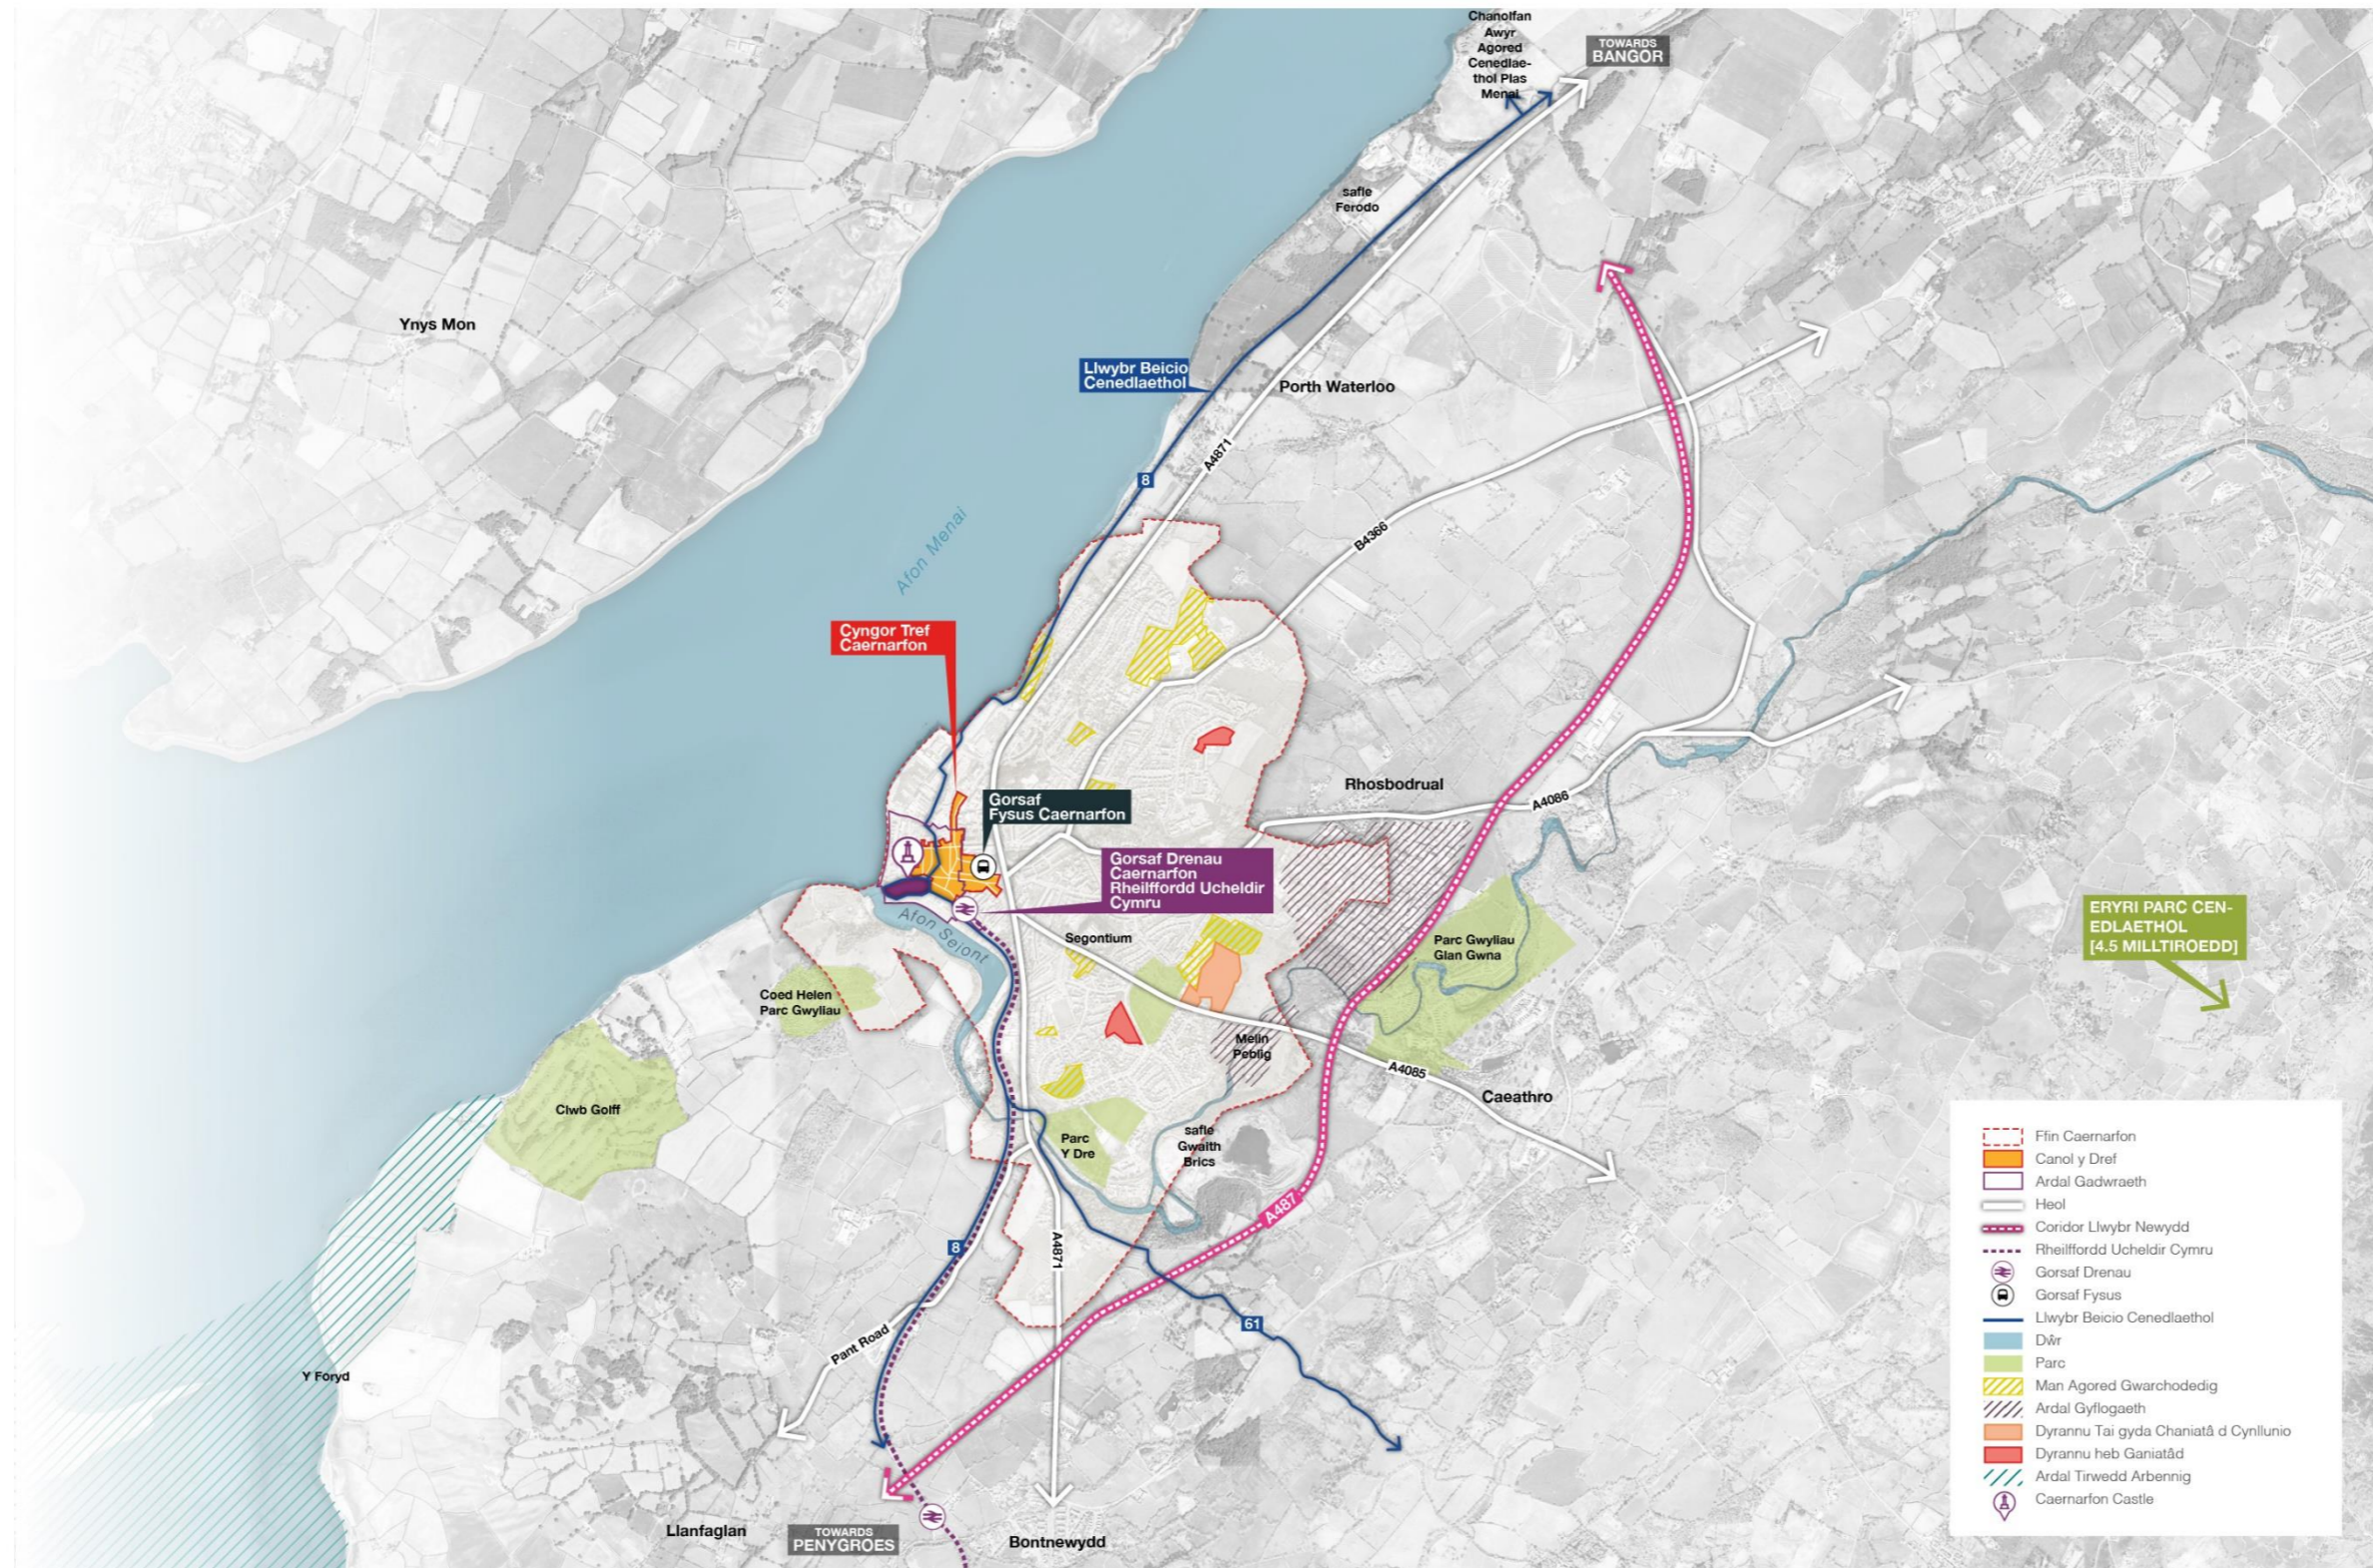 Chanolfan
Awyr
Agored
Cenedlae-
thol Plas
Menai
TOWARDS
BANGOR
safle
Ferodo
Ynys Mon
Llwybr Beicio
Cenedlaethol
Porth Waterloo
A4871
8
B4366
Afon Menai
Cyngor Tref
Caernarfon
Rhosbodrual
Gorsaf
Fysus Caernarfon
A4086
Gorsaf Drenau
Caernarfon
Rheilffordd Ucheldir
Cymru
Afon Seiont
Segontium
Parc Gwyliau
Glan Gwna
ERYRI PARC CEN-
EDLAETHOL
[4.5 MILLTIROEDD]
Coed Helen
Parc Gwyliau
Melin
Peblig
A4085
Caeathro
Clwb Golff
Parc
Y Dre
safle
Gwaith
Brics
A487
8
A4871
61
Pant Road
Y Foryd
Llanfaglan
TOWARDS
PENYGROES
Bontnewydd
Ffin Caernarfon
Canol y Dref
Ardal Gadwraeth
Heol
Coridor Llwybr Newydd
Rheilffordd Ucheldir Cymru
Gorsaf Drenau
Gorsaf Fysus
Llwybr Beicio Cenedlaethol
Dŵr
Parc
Man Agored Gwarchodedig
Ardal Gyflogaeth
Dyrannu Tai gyda Chaniatâ d Cynllunio
Dyrannu heb Ganiatâd
Ardal Tirwedd Arbennig
Caernarfon Castle